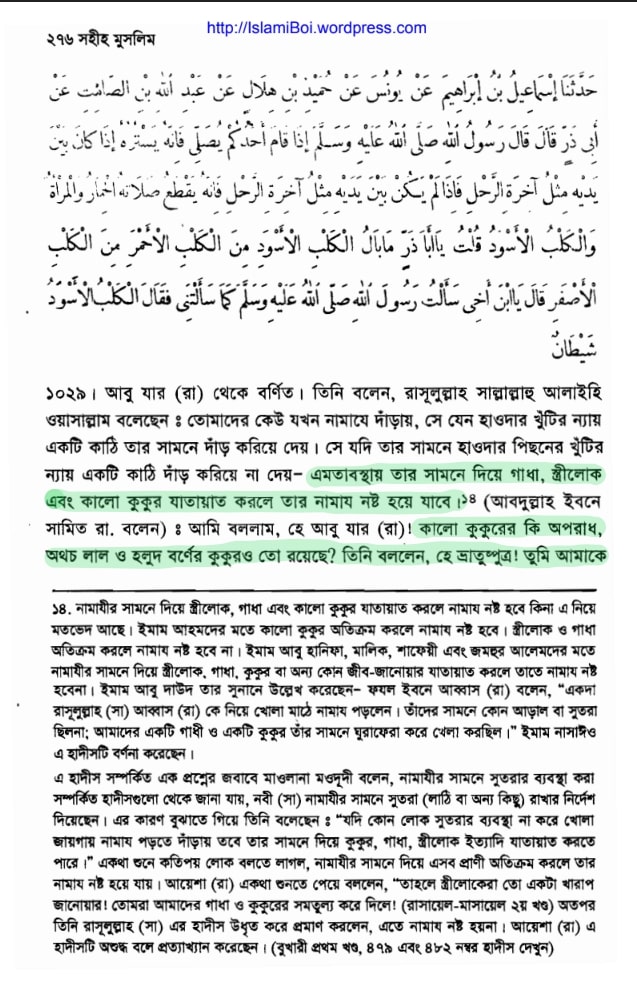 http://IslamiBoi.wordpress.com
২৭৬ সহীহ মুসলিম
حَدَّثَنَا إِسْمَاعِيلُ بْنُ إِبْرَاهِيمَ عَنْ يُونُسَ عَنْ حُمَيْدِ بْنِ هِلَالٍ عَنْ عَبْدِ اللهِ بْنِ الصَّامِتِ عَنْ
أَبِي ذَرٍّ قَالَ قَالَ رَسُولُ اللهِ صَلَّى اللهُ عَلَيْهِ وَسَلَّمَ إِذَا قَامَ أَحَدُكُمْ يُصَلِّي فَإِنَّهُ يَسْتُرُهُ إِذَا كَانَ بَيْنَ
يَدَيْهِ مِثْلُ آخِرَةِ الرَّحْلِ فَإِذَا لَمْ يَكُنْ بَيْنَ يَدَيْهِ مِثْلُ آخِرَةِ الرَّحْلِ فَإِنَّهُ يَقْطَعُ صَلَاتَهُ الْحِمَارُ وَالْمَرْأَةُ
وَالْكَلْبُ الْأَسْوَدُ قُلْتُ يَا أَبَا ذَرٍّ مَا بَالُ الْكَلْبِ الْأَسْوَدِ مِنَ الْكَلْبِ الْأَحْمَرِ مِنَ الْكَلْبِ
الْأَصْفَرِ قَالَ يَا ابْنَ أَخِي سَأَلْتُ رَسُولَ اللهِ صَلَّى اللهُ عَلَيْهِ وَسَلَّمَ كَمَا سَأَلْتَنِي فَقَالَ الْكَلْبُ الْأَسْوَدُ
شَيْطَانٌ
১০২৯। আবু যার (রা) থেকে বর্ণিত। তিনি বলেন, রাসূলুল্লাহ সাল্লাল্লাহু আলাইহি
ওয়াসাল্লাম বলেছেন ঃ তোমাদের কেউ যখন নামাযে দাঁড়ায়, সে যেন হাওদার খুঁটির ন্যায়
একটি কাঠি তার সামনে দাঁড় করিয়ে দেয়। সে যদি তার সামনে হাওদার পিছনের খুঁটির
ন্যায় একটি কাঠি দাঁড় করিয়ে না দেয়– এমতাবস্থায় তার সামনে দিয়ে গাধা, স্ত্রীলোক
এবং কালো কুকুর যাতায়াত করলে তার নামায নষ্ট হয়ে যাবে।১৪ (আবদুল্লাহ ইবনে
সামিত রা. বলেন) ঃ আমি বললাম, হে আবু যার (রা)! কালো কুকুরের কি অপরাধ,
অথচ লাল ও হলুদ বর্ণের কুকুরও তো রয়েছে? তিনি বললেন, হে ভ্রাতুষ্পুত্র! তুমি আমাকে
১৪. নামাযীর সামনে দিয়ে স্ত্রীলোক, গাধা এবং কালো কুকুর যাতায়াত করলে নামায নষ্ট হবে কিনা এ নিয়ে
মতভেদ আছে। ইমাম আহমদের মতে কালো কুকুর অতিক্রম করলে নামায নষ্ট হবে। স্ত্রীলোক ও গাধা
অতিক্রম করলে নামায নষ্ট হবে না। ইমাম আবু হানিফা, মালিক, শাফেয়ী এবং জমহুর আলেমদের মতে
নামাযীর সামনে দিয়ে স্ত্রীলোক, গাধা, কুকুর বা অন্য কোন জীব-জানোয়ার যাতায়াত করলে তাতে নামায নষ্ট
হবেনা। ইমাম আবু দাউদ তার সুনানে উল্লেখ করেছেন– ফযল ইবনে আব্বাস (রা) বলেন, “একদা
রাসূলুল্লাহ (সা) আব্বাস (রা) কে নিয়ে খোলা মাঠে নামায পড়লেন। তাঁদের সামনে কোন আড়াল বা সুতরা
ছিলনা; আমাদের একটি গাধী ও একটি কুকুর তাঁর সামনে ঘুরাফেরা করে খেলা করছিল।” ইমাম নাসাঈও
এ হাদীসটি বর্ণনা করেছেন।
এ হাদীস সম্পর্কিত এক প্রশ্নের জবাবে মাওলানা মওদূদী বলেন, নামাযীর সামনে সুতরার ব্যবস্থা করা
সম্পর্কিত হাদীসগুলো থেকে জানা যায়, নবী (সা) নামাযীর সামনে সুতরা (লাঠি বা অন্য কিছু) রাখার নির্দেশ
দিয়েছেন। এর কারণ বুঝাতে গিয়ে তিনি বলেছেন ঃ “যদি কোন লোক সুতরার ব্যবস্থা না করে খোলা
জায়গায় নামায পড়তে দাঁড়ায় তবে তার সামনে দিয়ে কুকুর, গাধা, স্ত্রীলোক ইত্যাদি যাতায়াত করতে
পারে।” একথা শুনে কতিপয় লোক বলতে লাগল, নামাযীর সামনে দিয়ে এসব প্রাণী অতিক্রম করলে তার
নামায নষ্ট হয়ে যায়। আয়েশা (রা) একথা শুনতে পেয়ে বললেন, “তাহলে স্ত্রীলোকেরা তো একটা খারাপ
জানোয়ার! তোমরা আমাদের গাধা ও কুকুরের সমতুল্য করে দিলে! (রাসায়েল-মাসায়েল ২য় খণ্ড) অতপর
তিনি রাসূলুল্লাহ (সা) এর হাদীস উধৃত করে প্রমাণ করলেন, এতে নামায নষ্ট হয়না। আয়েশা (রা) এ
হাদীসটি অশুদ্ধ বলে প্রত্যাখ্যান করেছেন। (বুখারী প্রথম খণ্ড, ৪৭৯ এবং ৪৮২ নম্বর হাদীস দেখুন)